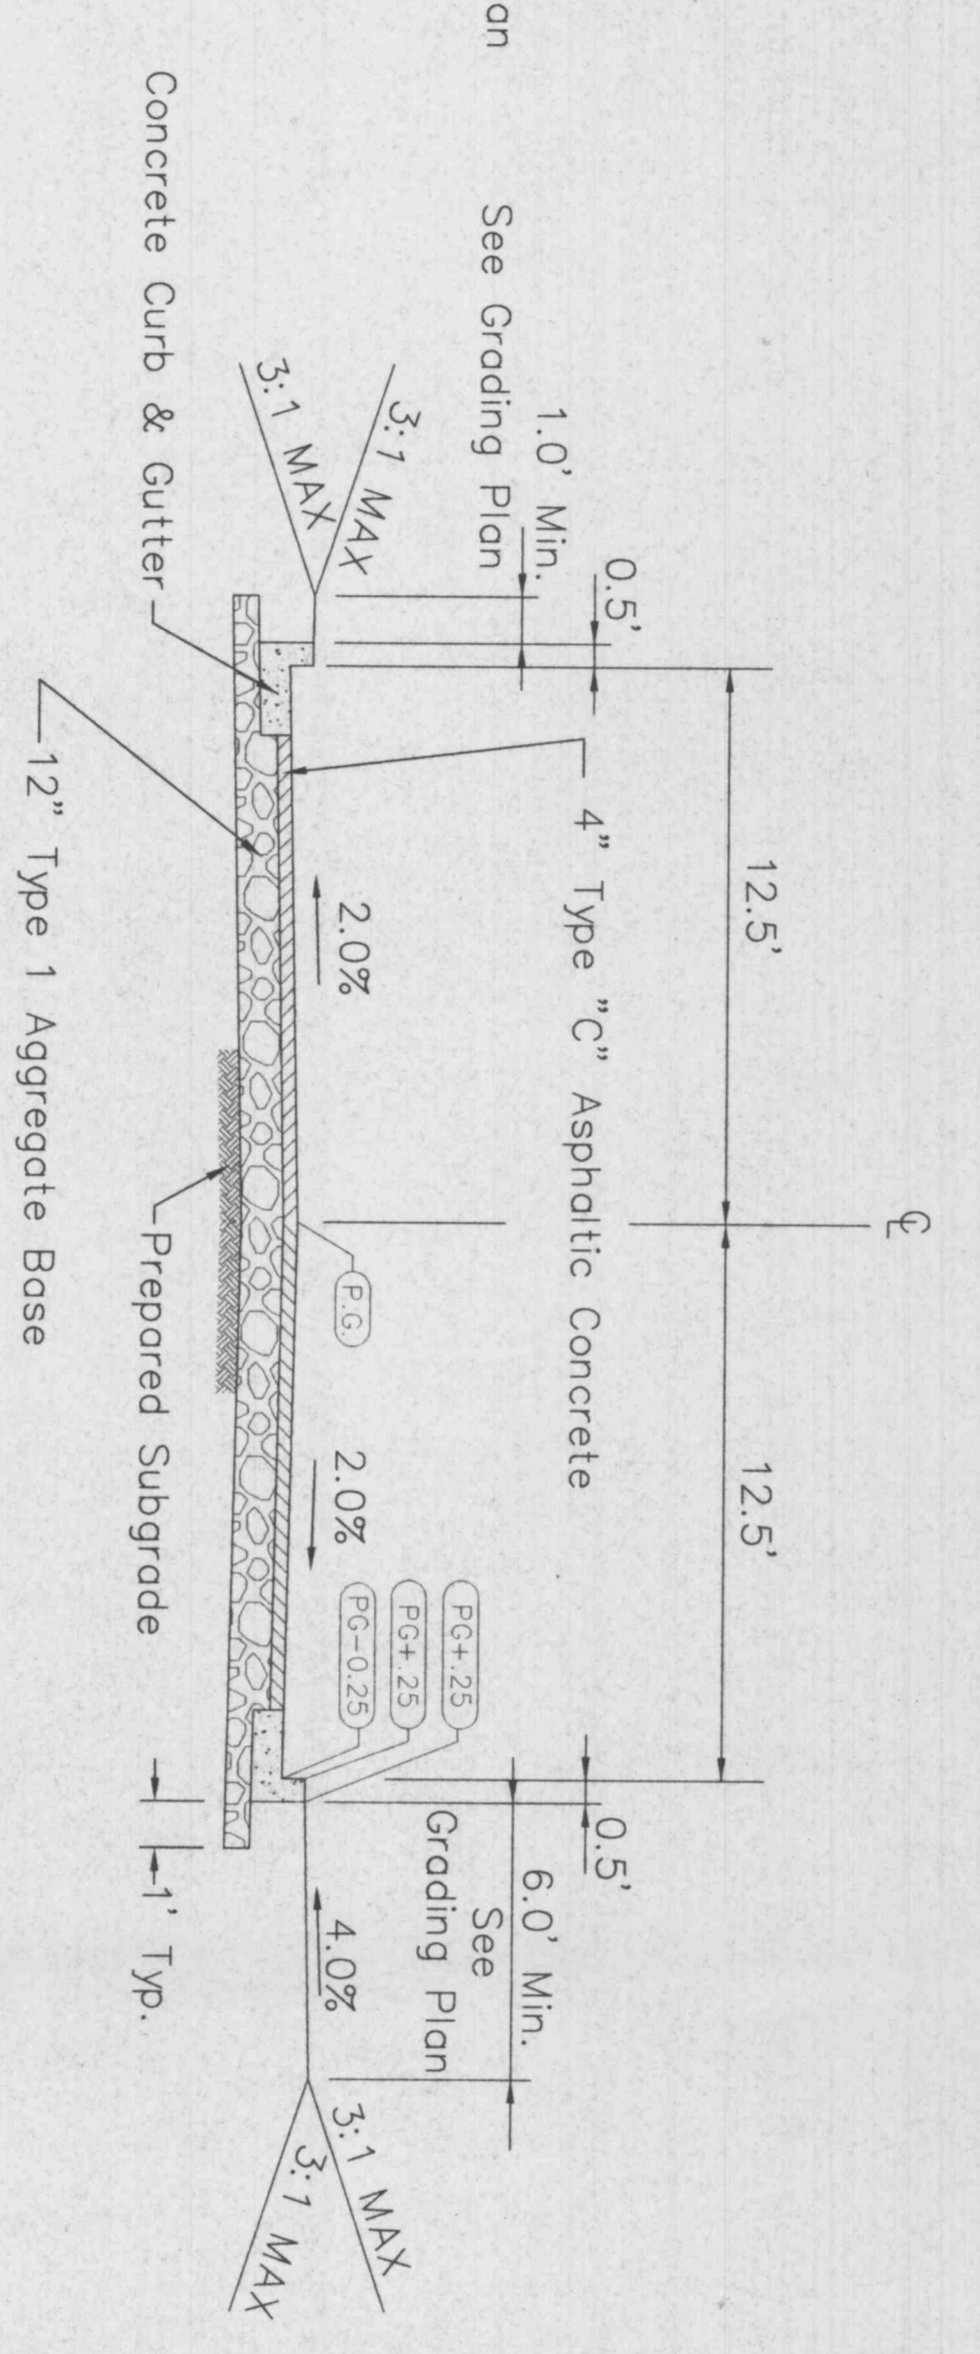 an
℄
12.5'
12.5'
0.5'
1.0' Min.
See Grading Plan
4" Type "C" Asphaltic Concrete
0.5'
6.0' Min.
See
Grading Plan
3:1 MAX
3:1 MAX
2.0%
P.G.
2.0%
PG+.25
PG+.25
PG-0.25
4.0%
3:1 MAX
3:1 MAX
Concrete Curb & Gutter
Prepared Subgrade
1' Typ.
12" Type 1 Aggregate Base